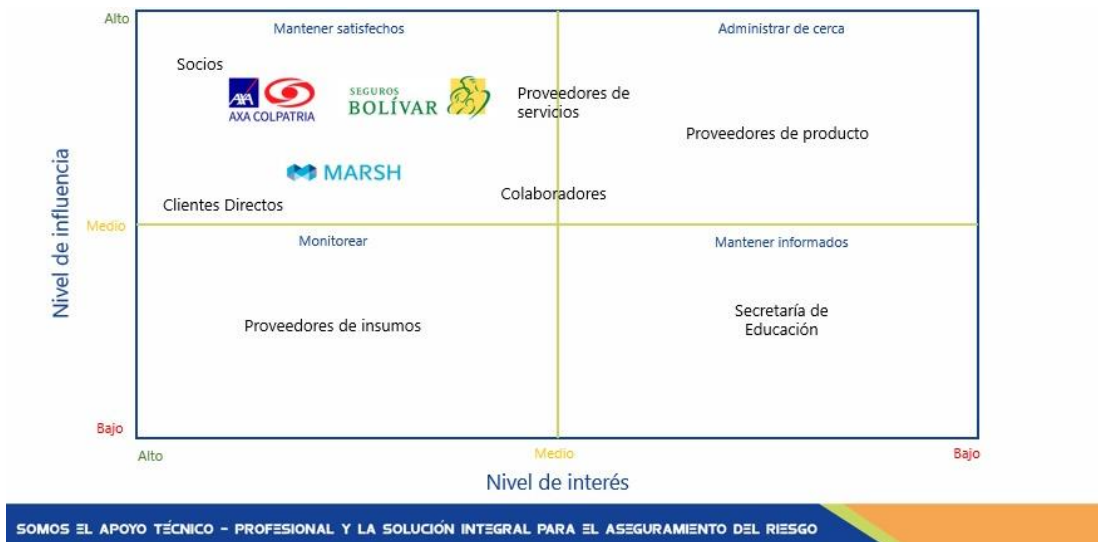 Alto
Mantener satisfechos
Administrar de cerca
Socios
AXA COLPATRIA
SEGUROS
BOLÍVAR
Proveedores de
servicios
Proveedores de producto
MARSH
Colaboradores
Clientes Directos
Nivel de influencia
Medio
Monitorear
Mantener informados
Proveedores de insumos
Secretaría de
Educación
Bajo
Alto
Medio
Bajo
Nivel de interés
SOMOS EL APOYO TÉCNICO – PROFESIONAL Y LA SOLUCIÓN INTEGRAL PARA EL ASEGURAMIENTO DEL RIESGO